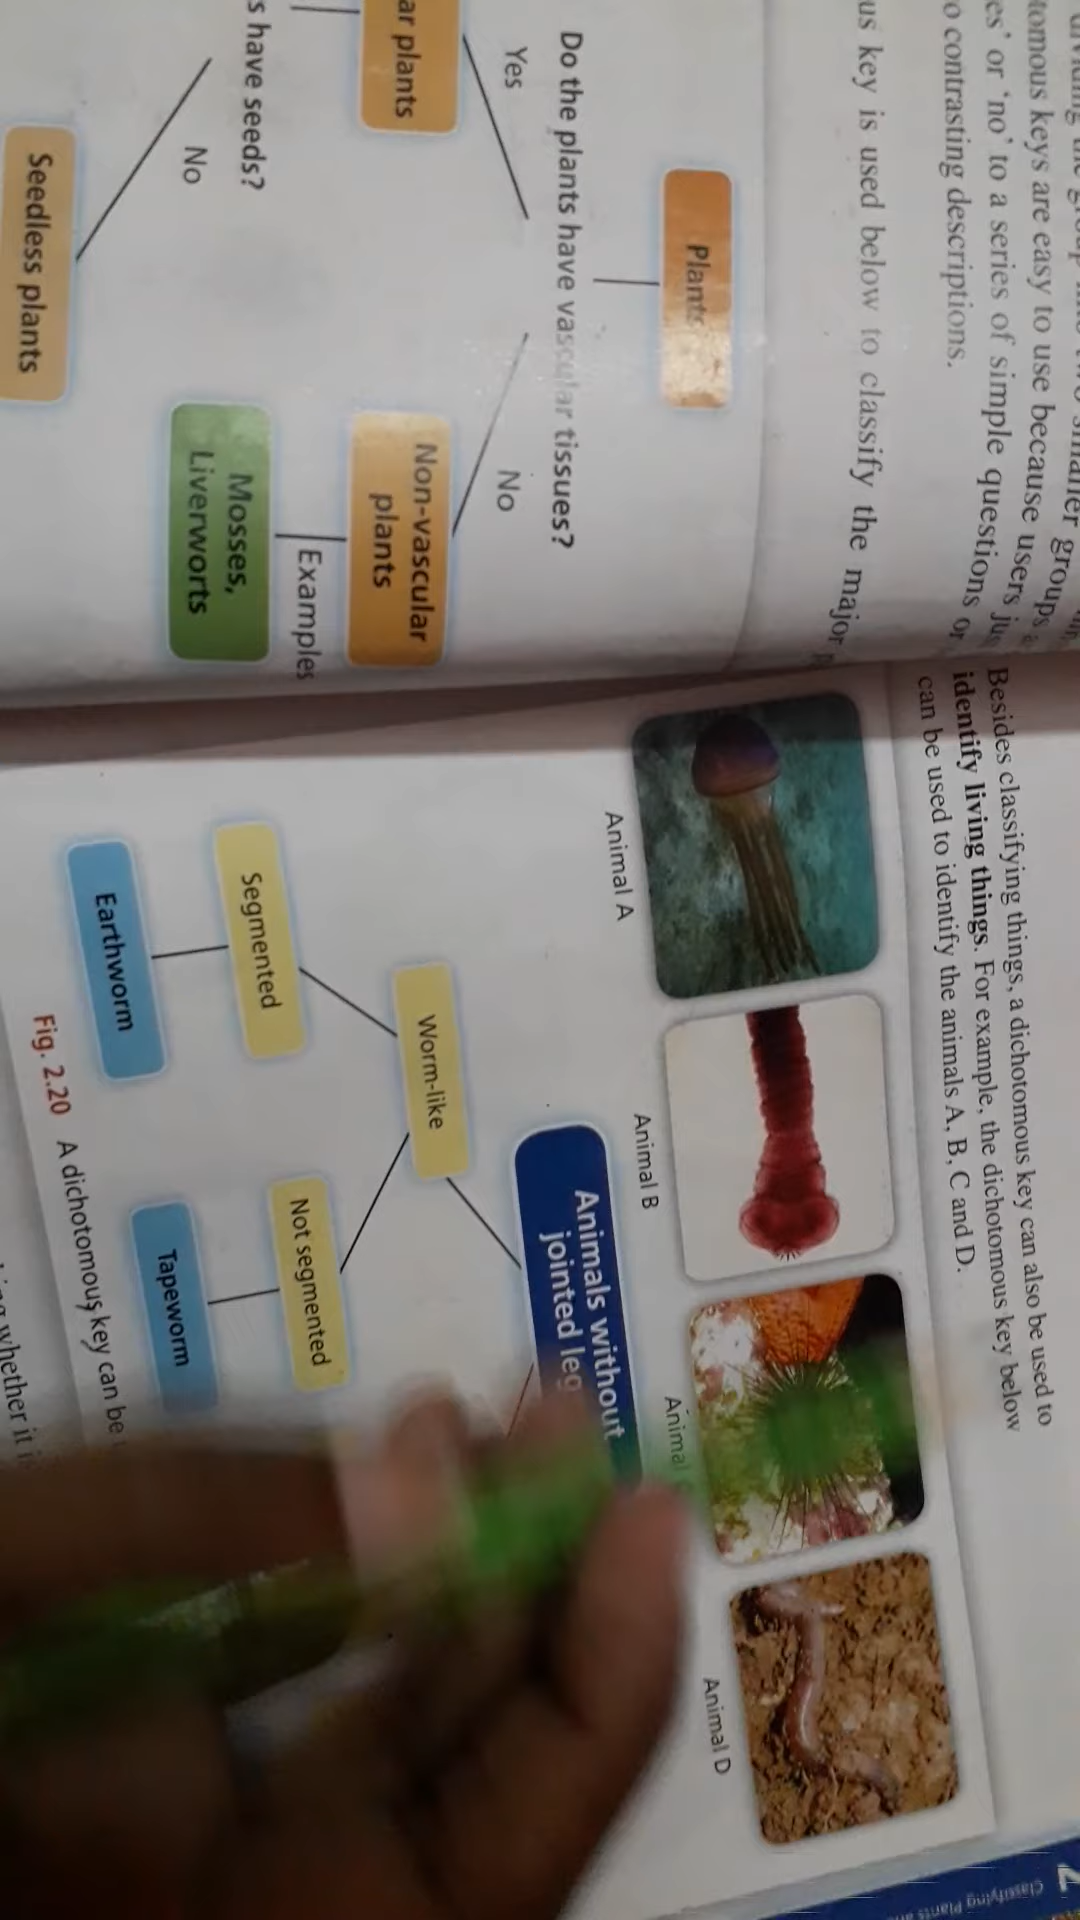 tomous keys are easy to use because users
es' or 'no' to a series of simple questions or
o contrasting descriptions.
us key is used below to classify the major
Plants
Do the plants have vascular tissues?
Yes
No
ar plants
Non-vascular
plants
Examples
s have seeds?
Mosses,
Liverworts
No
Seedless plants
Besides classifying things, a dichotomous key can also be used to
identify living things. For example, the dichotomous key below
can be used to identify the animals A, B, C and D.
Animal A
Animal B
Animal
Animal D
Animals without
jointed leg
Worm-like
Segmented
Not segmented
Earthworm
Tapeworm
Fig. 2.20 A dichotomous key can be
whether it
2
Classifying Plants